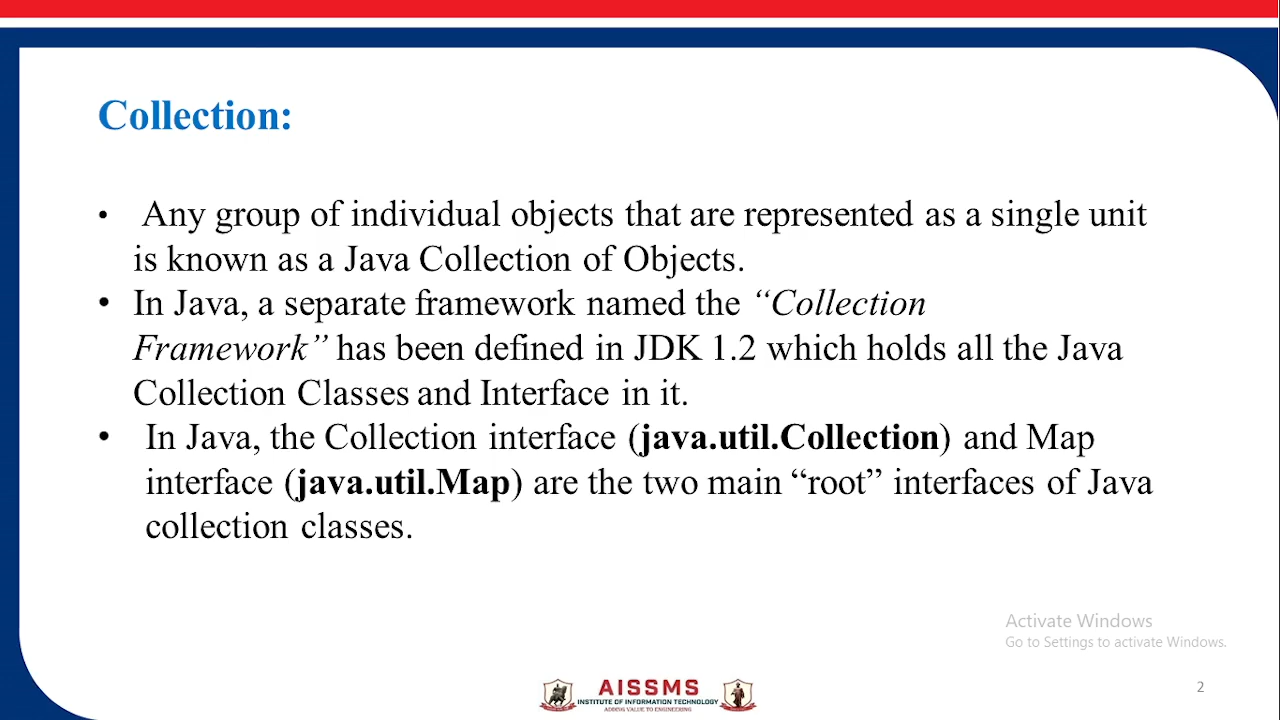 Collection:
• Any group of individual objects that are represented as a single unit
is known as a Java Collection of Objects.
• In Java, a separate framework named the “Collection
Framework” has been defined in JDK 1.2 which holds all the Java
Collection Classes and Interface in it.
• In Java, the Collection interface (java.util.Collection) and Map
interface (java.util.Map) are the two main “root” interfaces of Java
collection classes.
Activate Windows
Go to Settings to activate Windows.
AISSMS
INSTITUTE OF INFORMATION TECHNOLOGY
ADDING VALUE TO ENGINEERING
2